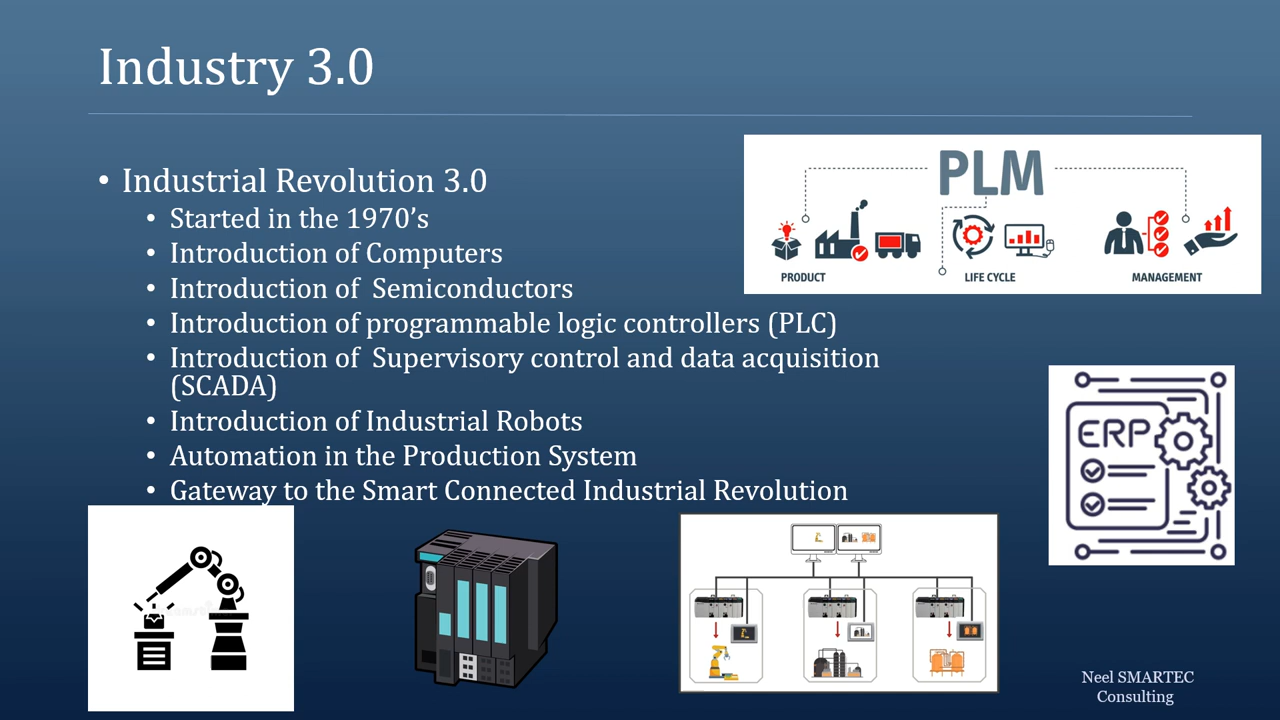 Industry 3.0
• Industrial Revolution 3.0
• Started in the 1970’s
• Introduction of Computers
• Introduction of  Semiconductors
• Introduction of programmable logic controllers (PLC)
• Introduction of  Supervisory control and data acquisition
(SCADA)
• Introduction of Industrial Robots
• Automation in the Production System
• Gateway to the Smart Connected Industrial Revolution
PLM
PRODUCT
LIFE CYCLE
MANAGEMENT
ERP
Neel SMARTEC
Consulting